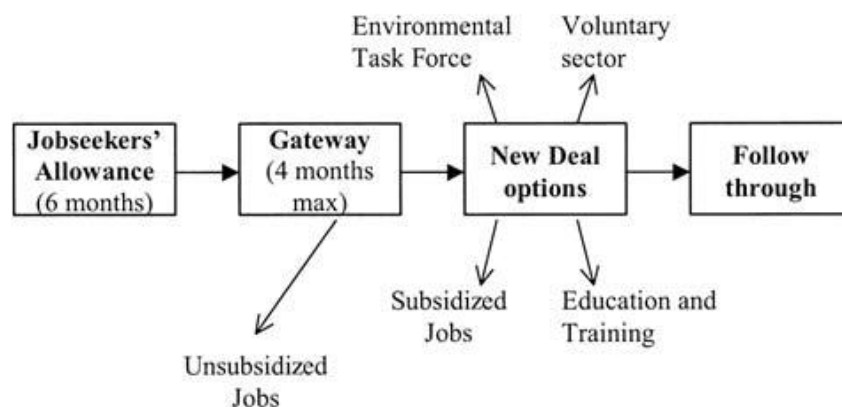 Environmental
Task Force
Voluntary
sector
Jobseekers’
Allowance
(6 months)
Gateway
(4 months
max)
New Deal
options
Follow
through
Subsidized
Jobs
Education and
Training
Unsubsidized
Jobs